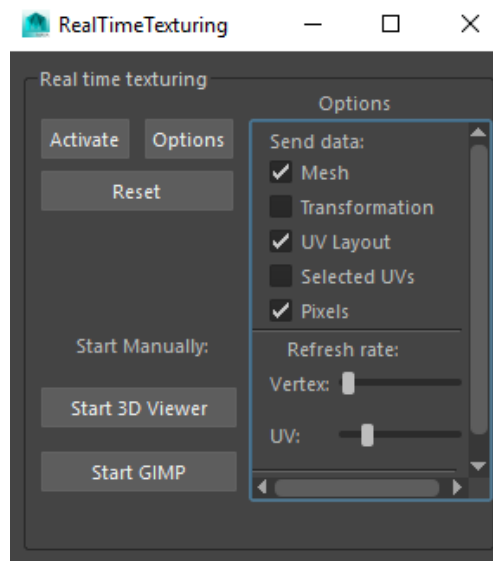 RealTimeTexturing
Real time texturing
Options
Activate
Options
Reset
Send data:
Mesh
Transformation
UV Layout
Selected UVs
Pixels
Start Manually:
Start 3D Viewer
Start GIMP
Refresh rate:
Vertex:
UV: